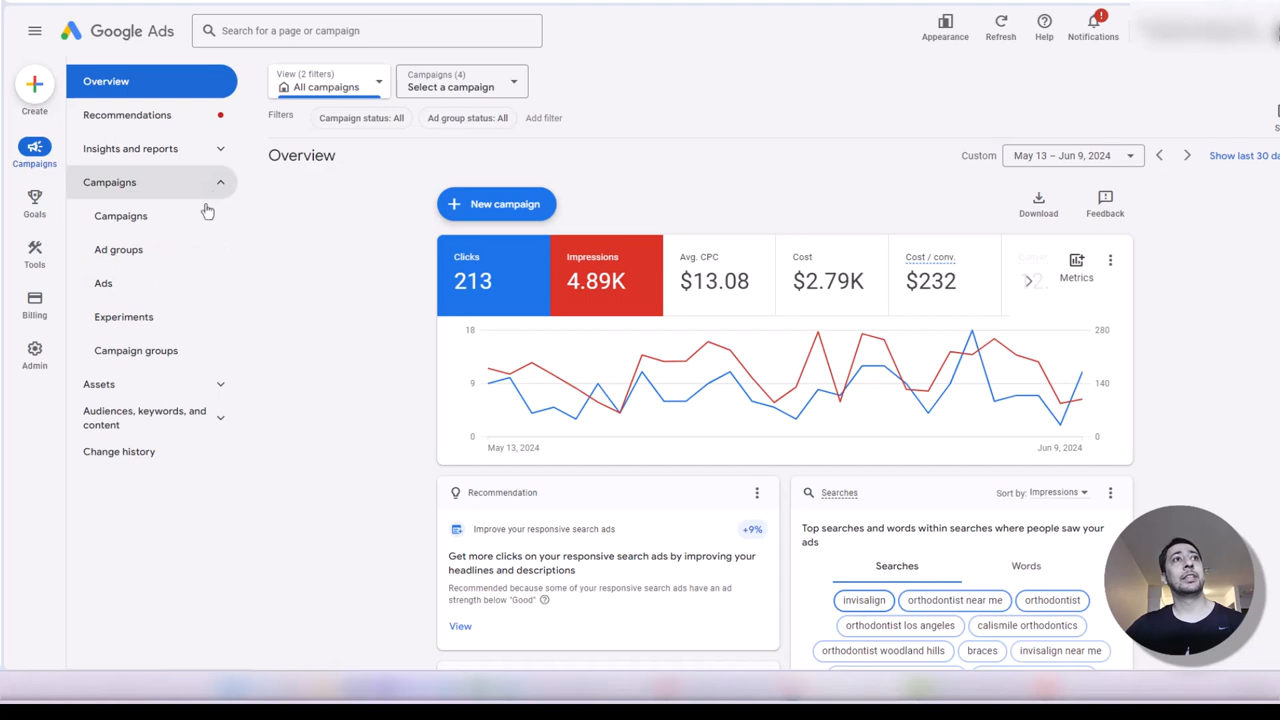 Google Ads
Search for a page or campaign
Appearance
Refresh
Help
Notifications
Create
Campaigns
Goals
Tools
Billing
Admin
Overview
Recommendations
Insights and reports
Campaigns
Campaigns
Ad groups
Ads
Experiments
Campaign groups
Assets
Audiences, keywords, and
content
Change history
View (2 filters)
All campaigns
Campaigns (4)
Select a campaign
Filters
Campaign status: All
Ad group status: All
Add filter
Overview
Custom
May 13 – Jun 9, 2024
Show last 30 da
New campaign
Download
Feedback
Clicks
213
Impressions
4.89K
Avg. CPC
$13.08
Cost
$2.79K
Cost / conv.
$232
Metrics
18
9
0
280
140
0
May 13, 2024
Jun 9, 2024
Recommendation
Improve your responsive search ads
+9%
Get more clicks on your responsive search ads by improving your
headlines and descriptions
Recommended because some of your responsive search ads have an ad
strength below "Good"
View
Searches
Sort by: Impressions
Top searches and words within searches where people saw your
ads
Searches
Words
invisalign
orthodontist near me
orthodontist
orthodontist los angeles
calismile orthodontics
orthodontist woodland hills
braces
invisalign near me